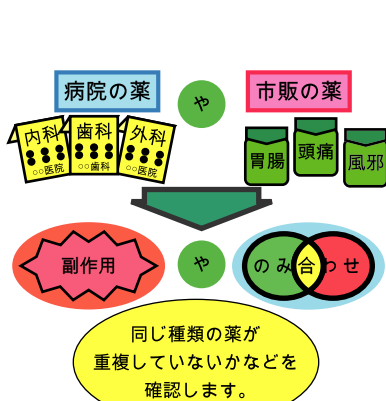 病院の薬
や
市販の薬
内科
○○医院
歯科
○○歯科
外科
○○医院
胃腸
頭痛
風邪
副作用
や
のみ合わせ
同じ種類の薬が
重複していないかなどを
確認します。